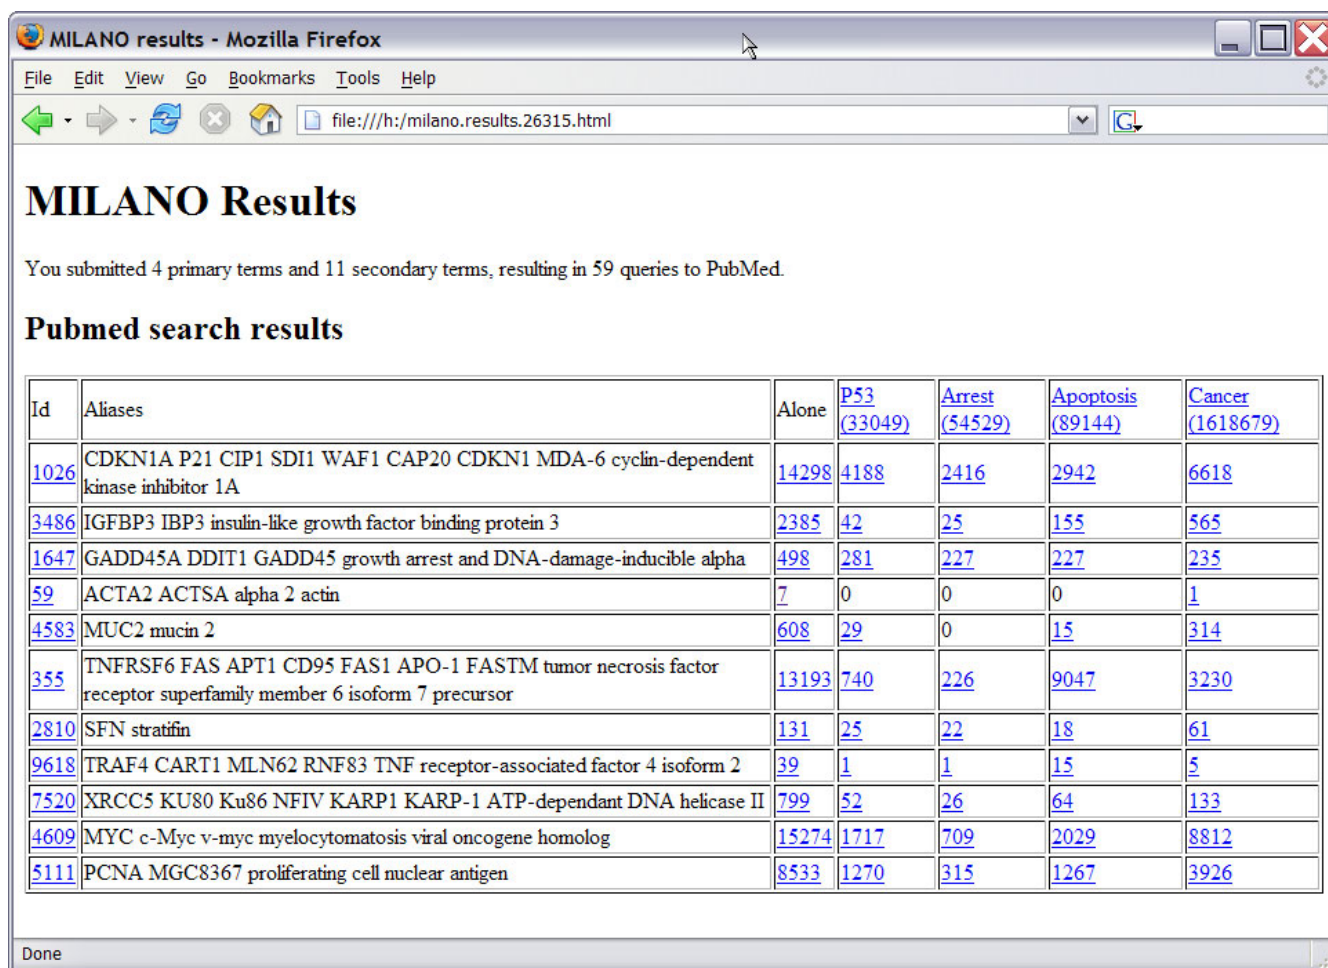 MILANO results - Mozilla Firefox
File Edit View Go Bookmarks Tools Help
file:///h:/milano.results.26315.html
G
MILANO Results
You submitted 4 primary terms and 11 secondary terms, resulting in 59 queries to PubMed.
Pubmed search results
Id Aliases Alone P53 (33049) Arrest (54529) Apoptosis (89144) Cancer (1618679)
1026 CDKN1A P21 CIP1 SDI1 WAF1 CAP20 CDKN1 MDA-6 cyclin-dependent
kinase inhibitor 1A 14298 4188 2416 2942 6618
3486 IGFBP3 IBP3 insulin-like growth factor binding protein 3 2385 42 25 155 565
1647 GADD45A DDIT1 GADD45 growth arrest and DNA-damage-inducible alpha 498 281 227 227 235
59 ACTA2 ACTSA alpha 2 actin 7 0 0 0 1
4583 MUC2 mucin 2 608 29 0 15 314
355 TNFRSF6 FAS APT1 CD95 FAS1 APO-1 FASTM tumor necrosis factor
receptor superfamily member 6 isoform 7 precursor 13193 740 226 9047 3230
2810 SFN stratifin 131 25 22 18 61
9618 TRAF4 CART1 MLN62 RNF83 TNF receptor-associated factor 4 isoform 2 39 1 1 15 5
7520 XRCC5 KU80 Ku86 NFIV KARP1 KARP-1 ATP-dependant DNA helicase II 799 52 26 64 133
4609 MYC c-Myc v-myc myelocytomatosis viral oncogene homolog 15274 1717 709 2029 8812
5111 PCNA MGC8367 proliferating cell nuclear antigen 8533 1270 315 1267 3926
Done